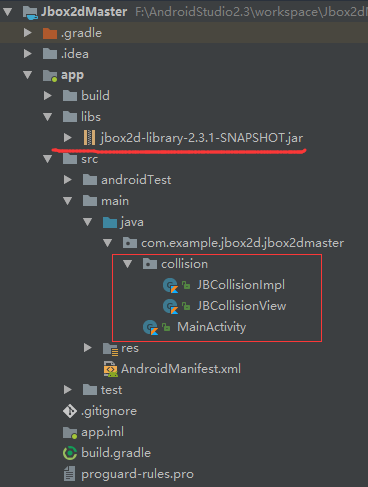 Jbox2dMaster F:\AndroidStudio2.3\workspace\Jbox2dM
.gradle
.idea
app
build
libs
jbox2d-library-2.3.1-SNAPSHOT.jar
src
androidTest
main
java
com.example.jbox2d.jbox2dmaster
collision
JBCollisionImpl
JBCollisionView
MainActivity
res
AndroidManifest.xml
test
.gitignore
app.iml
build.gradle
proguard-rules.pro